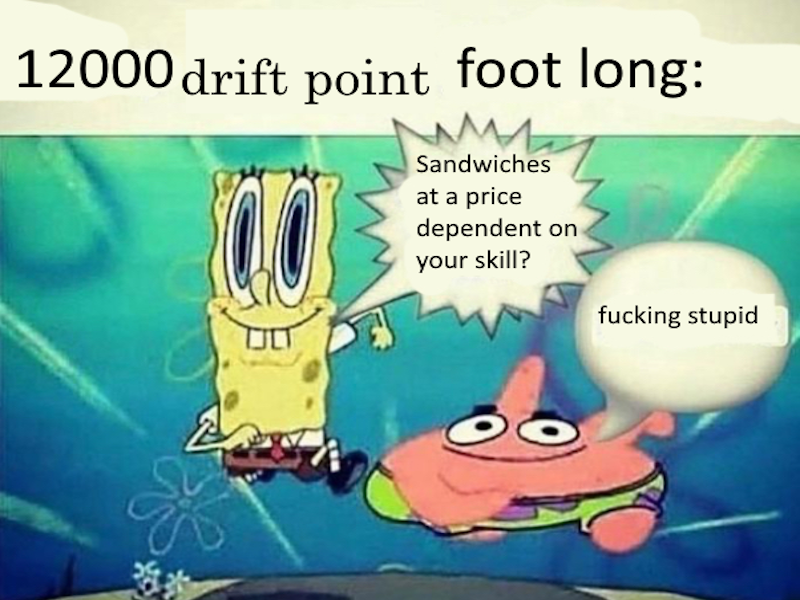 12000 drift point foot long:
Sandwiches
at a price
dependent on
your skill?
fucking stupid